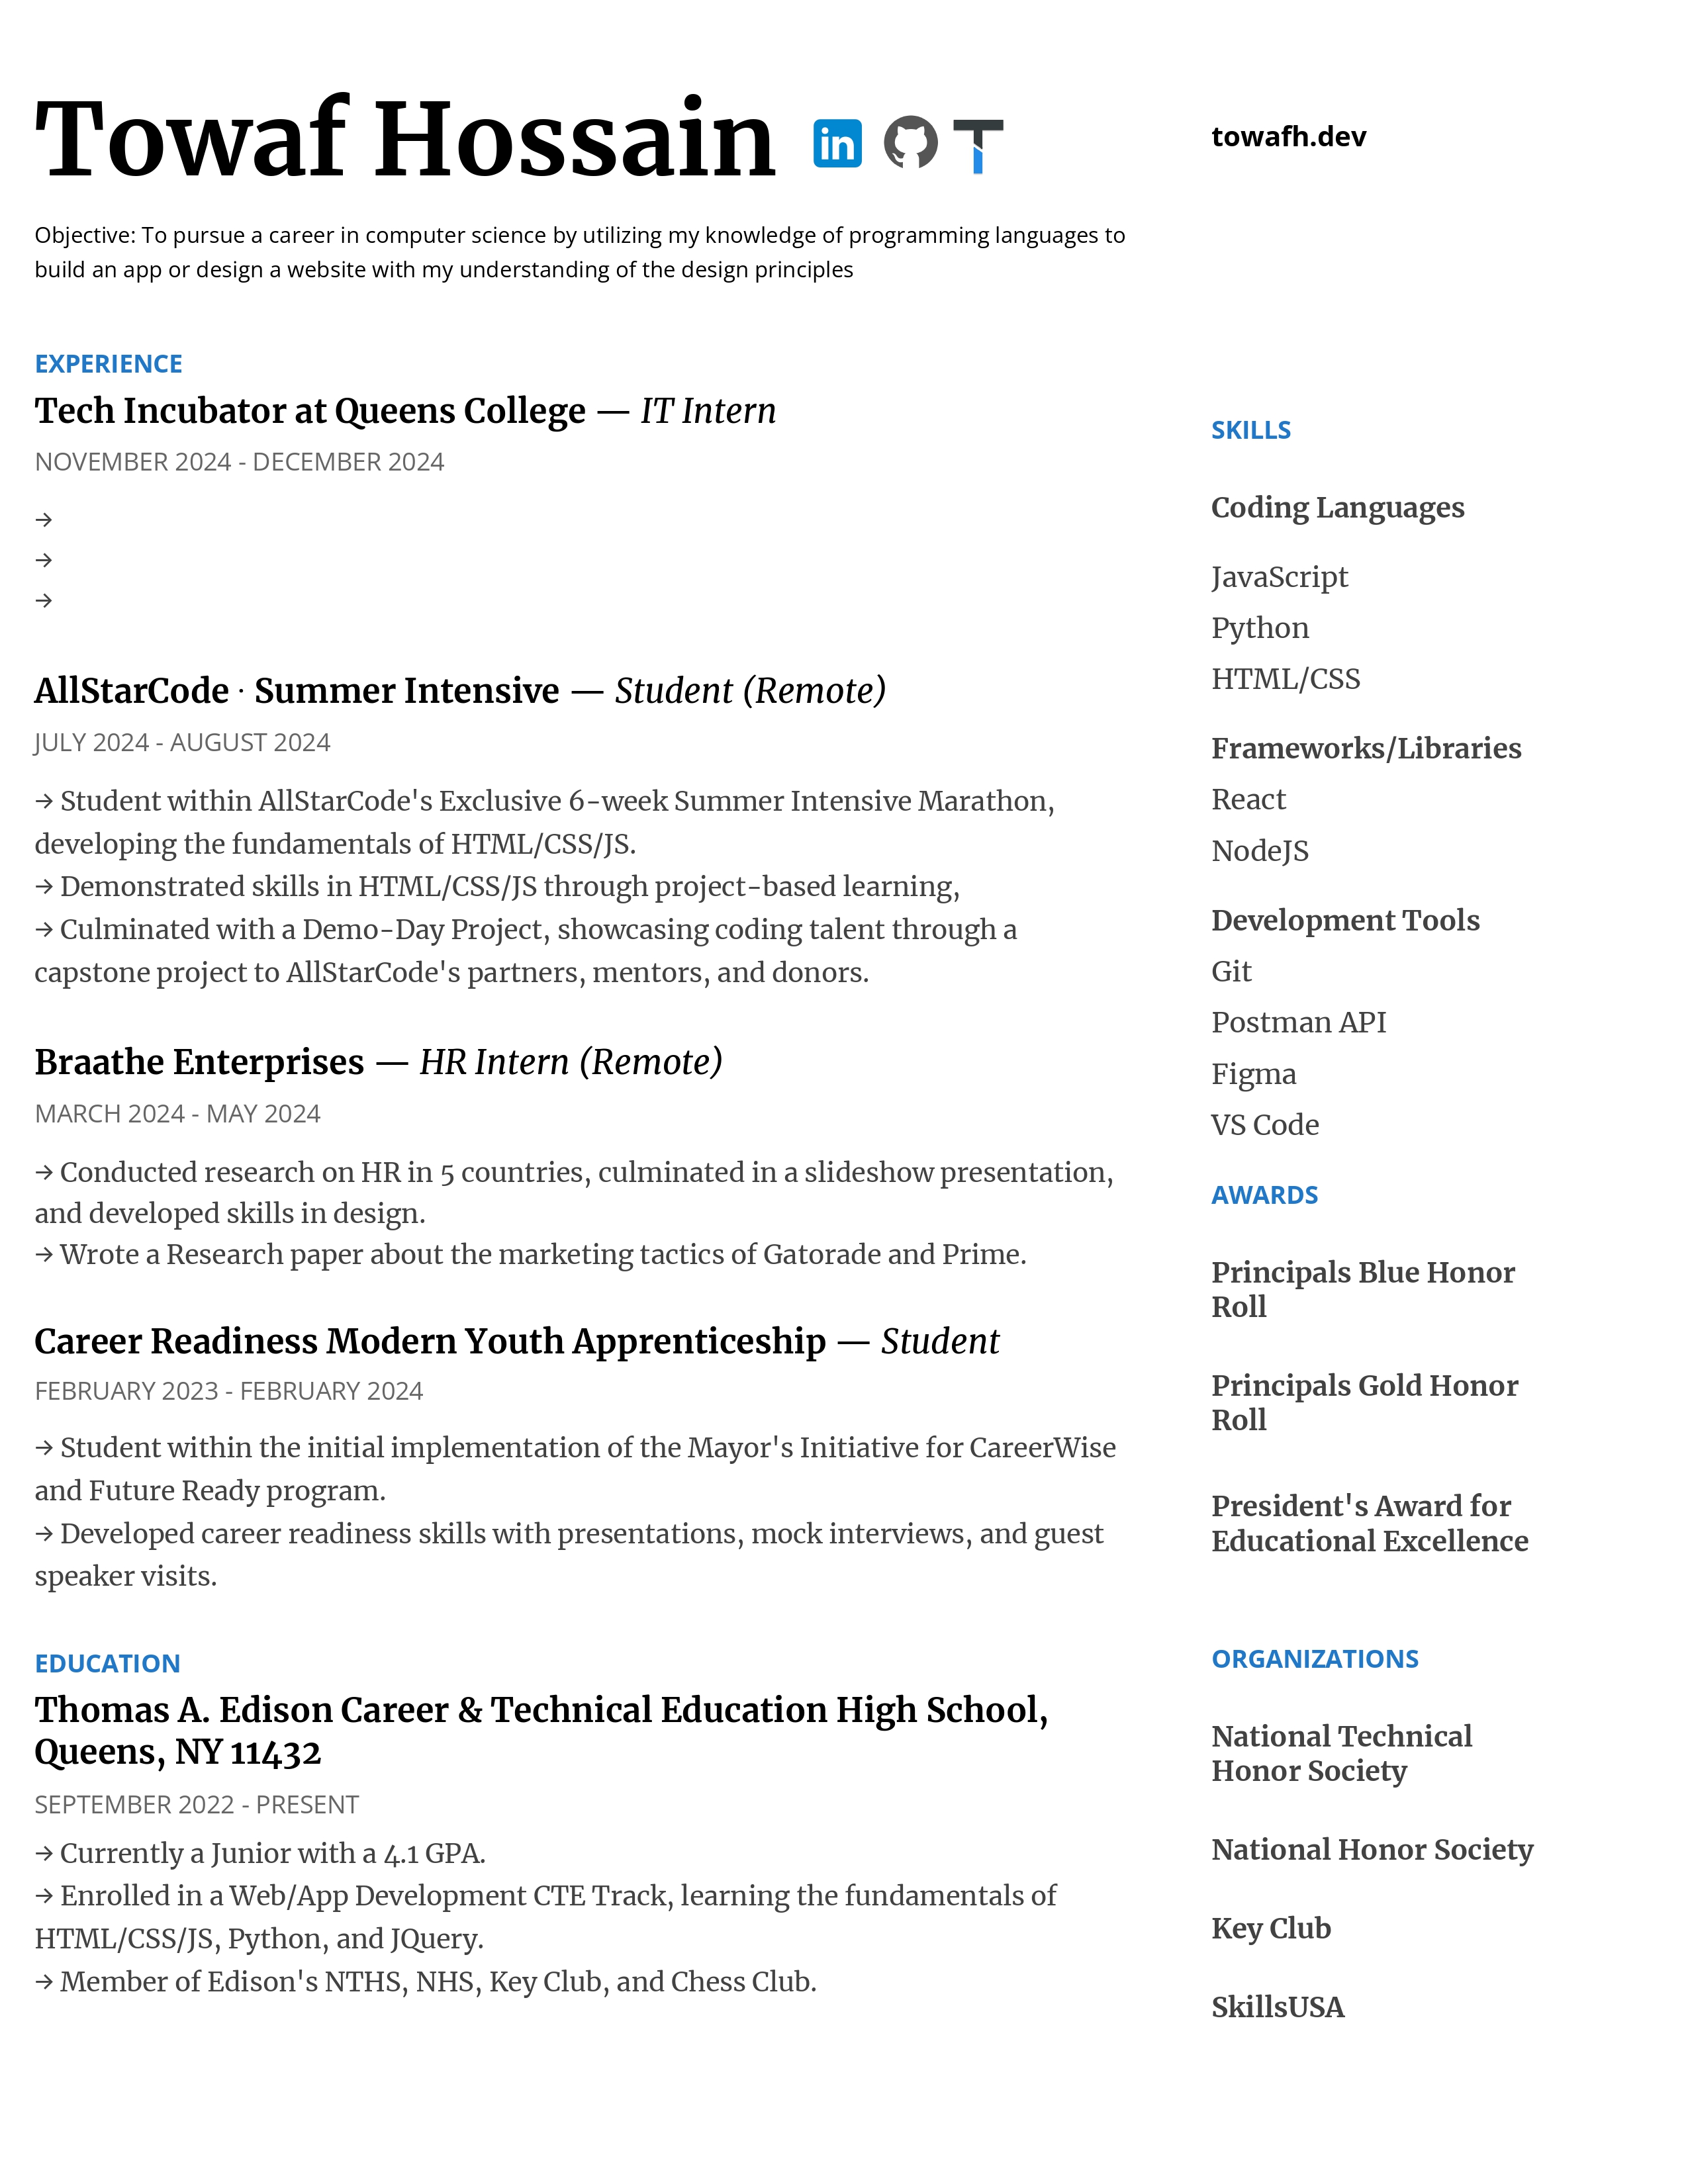 Towaf Hossain
in
T
towafh.dev
Objective: To pursue a career in computer science by utilizing my knowledge of programming languages to
build an app or design a website with my understanding of the design principles
EXPERIENCE
Tech Incubator at Queens College — IT Intern
NOVEMBER 2024 - DECEMBER 2024
→
→
→
AllStarCode · Summer Intensive — Student (Remote)
JULY 2024 - AUGUST 2024
→ Student within AllStarCode's Exclusive 6-week Summer Intensive Marathon,
developing the fundamentals of HTML/CSS/JS.
→ Demonstrated skills in HTML/CSS/JS through project-based learning,
→ Culminated with a Demo-Day Project, showcasing coding talent through a
capstone project to AllStarCode's partners, mentors, and donors.
Braathe Enterprises — HR Intern (Remote)
MARCH 2024 - MAY 2024
→ Conducted research on HR in 5 countries, culminated in a slideshow presentation,
and developed skills in design.
→ Wrote a Research paper about the marketing tactics of Gatorade and Prime.
Career Readiness Modern Youth Apprenticeship — Student
FEBRUARY 2023 - FEBRUARY 2024
→ Student within the initial implementation of the Mayor's Initiative for CareerWise
and Future Ready program.
→ Developed career readiness skills with presentations, mock interviews, and guest
speaker visits.
EDUCATION
Thomas A. Edison Career & Technical Education High School,
Queens, NY 11432
SEPTEMBER 2022 - PRESENT
→ Currently a Junior with a 4.1 GPA.
→ Enrolled in a Web/App Development CTE Track, learning the fundamentals of
HTML/CSS/JS, Python, and JQuery.
→ Member of Edison's NTHS, NHS, Key Club, and Chess Club.
SKILLS
Coding Languages
JavaScript
Python
HTML/CSS
Frameworks/Libraries
React
NodeJS
Development Tools
Git
Postman API
Figma
VS Code
AWARDS
Principals Blue Honor
Roll
Principals Gold Honor
Roll
President's Award for
Educational Excellence
ORGANIZATIONS
National Technical
Honor Society
National Honor Society
Key Club
SkillsUSA